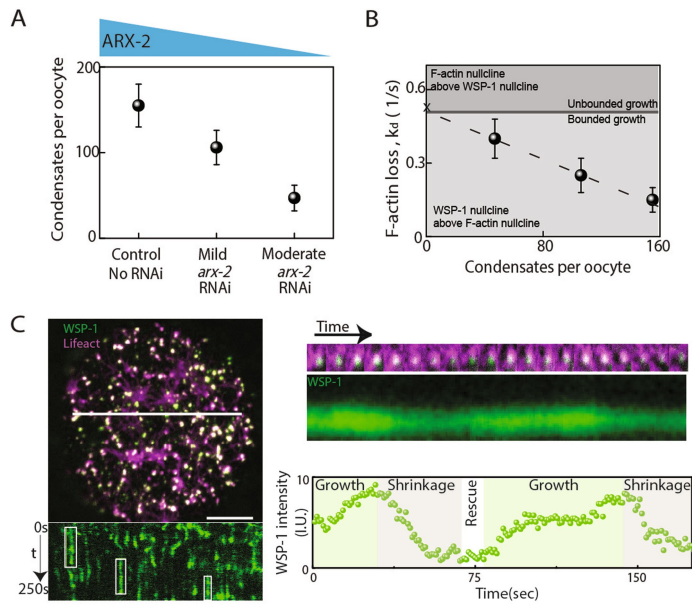 A
ARX-2
Condensates per oocyte
200
100
0
Control
No RNAi
Mild
arx-2
RNAi
Moderate
arx-2
RNAi
B
F-actin loss , kd ( 1/s)
0.6
0.3
0
x
F-actin nullcline
above WSP-1 nullcline
Unbounded growth
Bounded growth
WSP-1 nullcline
above F-actin nullcline
0
80
160
Condensates per oocyte
C
WSP-1
Lifeact
0s
t
250s
Time
WSP-1
WSP-1 intensity
(I.U.)
10
5
0
Growth
Shrinkage
Rescue
Growth
Shrinkage
0
75
150
Time(sec)